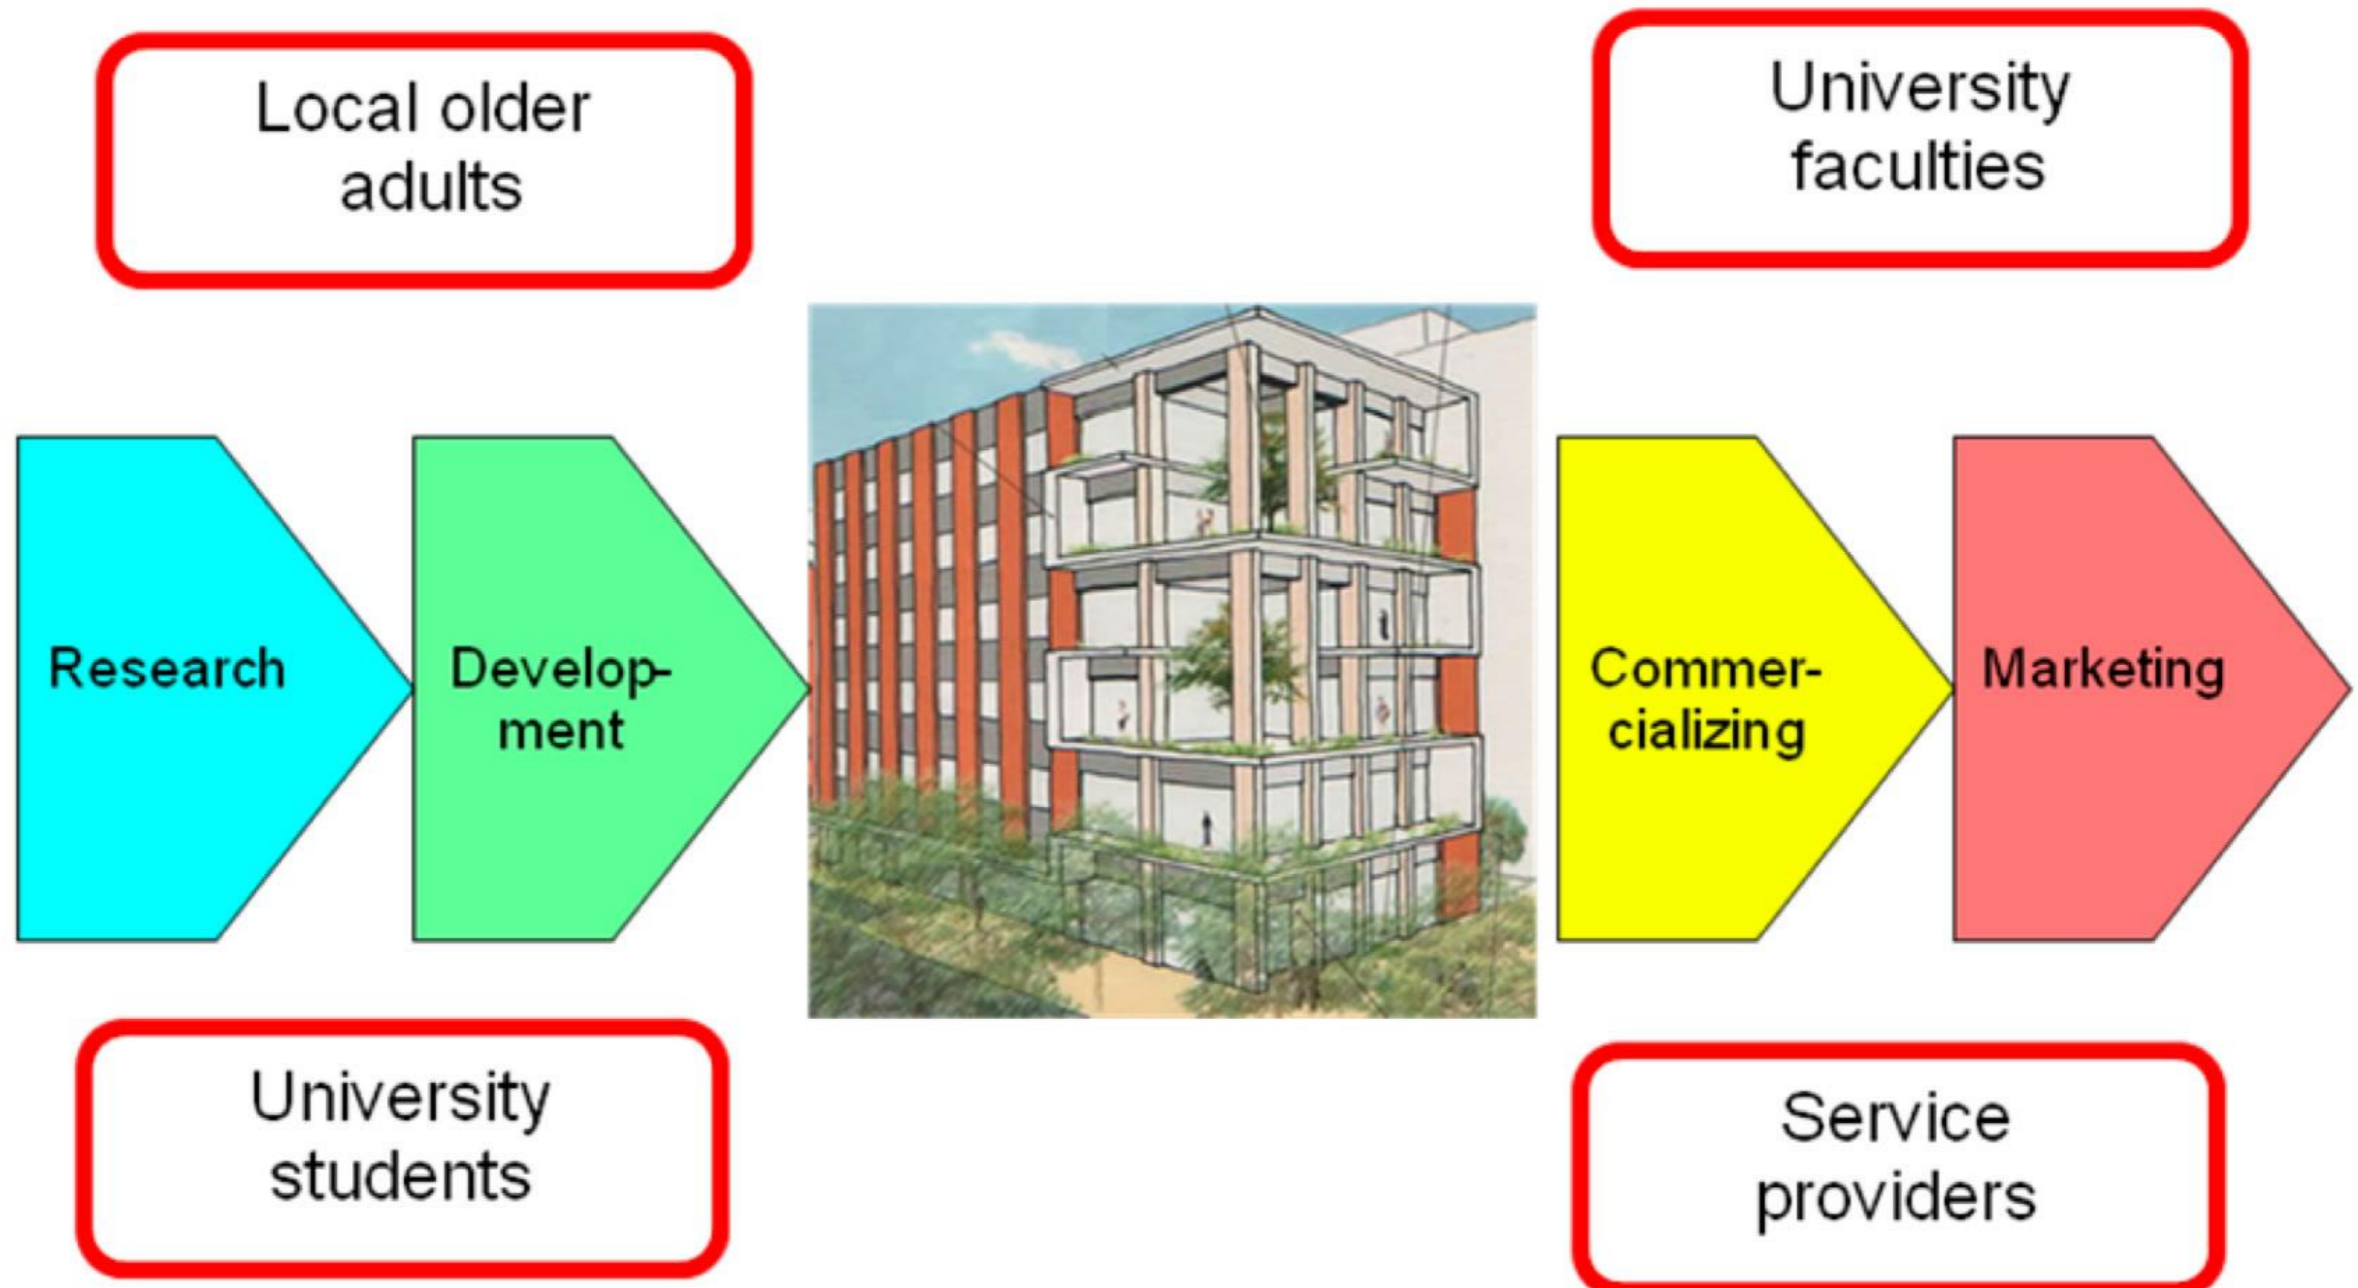 Local older
adults
University
faculties
Research
Develop-
ment
Commer-
cializing
Marketing
University
students
Service
providers